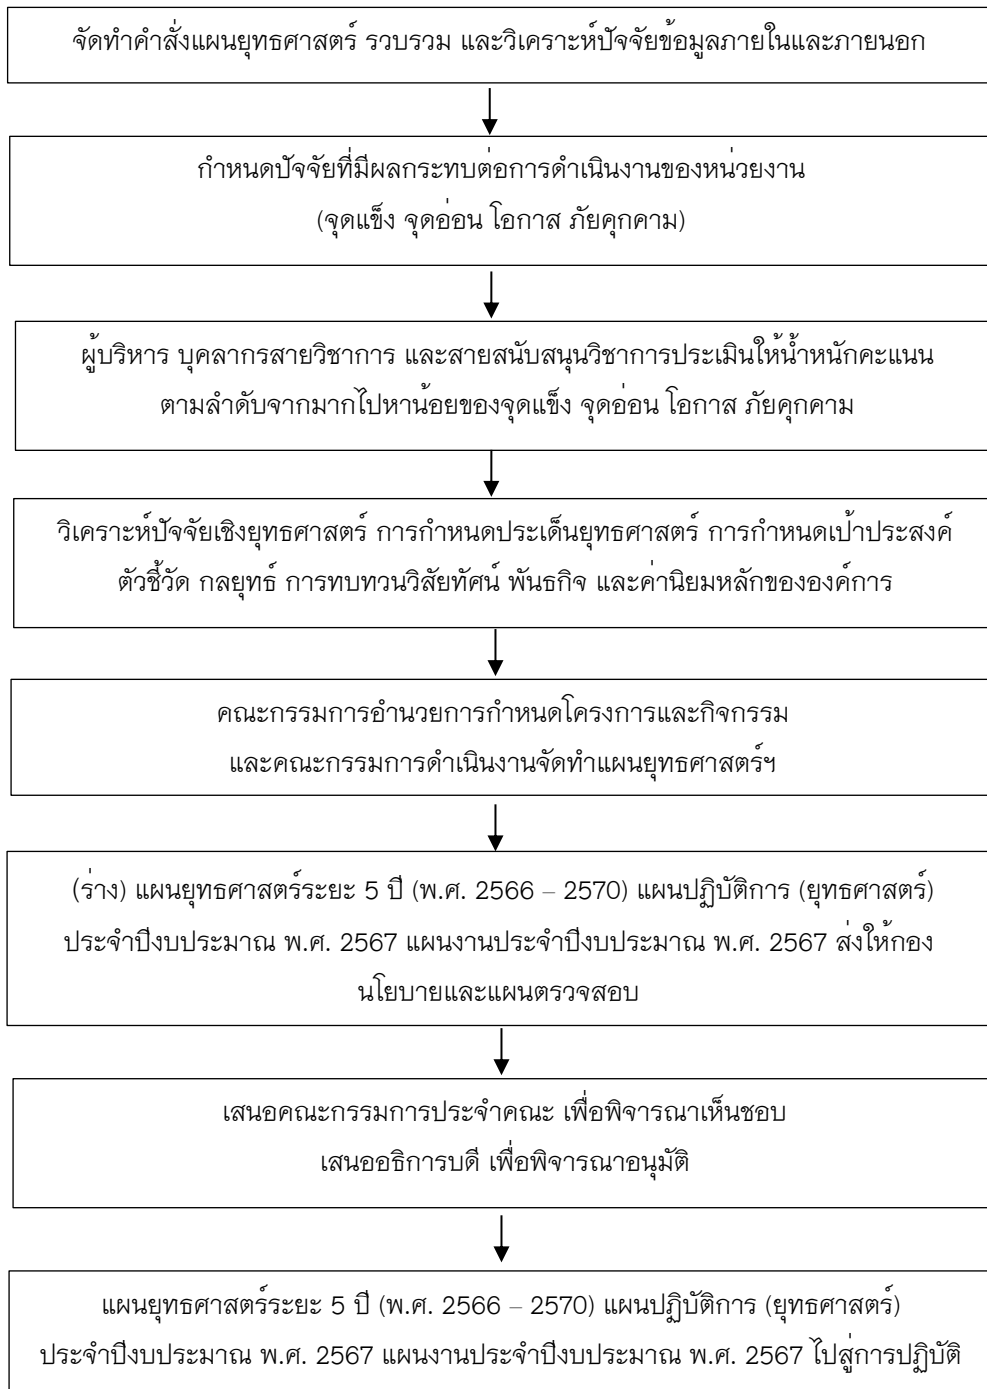 จัดทำคำสั่งแผนยุทธศาสตร์ รวบรวม และวิเคราะห์ปัจจัยข้อมูลภายในและภายนอก
กำหนดปัจจัยที่มีผลกระทบต่อการดำเนินงานของหน่วยงาน
(จุดแข็ง จุดอ่อน โอกาส ภัยคุกคาม)
ผู้บริหาร บุคลากรสายวิชาการ และสายสนับสนุนวิชาการประเมินให้น้ำหนักคะแนน
ตามลำดับจากมากไปหาน้อยของจุดแข็ง จุดอ่อน โอกาส ภัยคุกคาม
วิเคราะห์ปัจจัยเชิงยุทธศาสตร์ การกำหนดประเด็นยุทธศาสตร์ การกำหนดเป้าประสงค์
ตัวชี้วัด กลยุทธ์ การทบทวนวิสัยทัศน์ พันธกิจ และค่านิยมหลักขององค์การ
คณะกรรมการอำนวยการกำหนดโครงการและกิจกรรม
และคณะกรรมการดำเนินงานจัดทำแผนยุทธศาสตร์ฯ
(ร่าง) แผนยุทธศาสตร์ระยะ 5 ปี (พ.ศ. 2566 – 2570) แผนปฏิบัติการ (ยุทธศาสตร์)
ประจำปีงบประมาณ พ.ศ. 2567 แผนงานประจำปีงบประมาณ พ.ศ. 2567 ส่งให้กอง
นโยบายและแผนตรวจสอบ
เสนอคณะกรรมการประจำคณะ เพื่อพิจารณาเห็นชอบ
เสนออธิการบดี เพื่อพิจารณาอนุมัติ
แผนยุทธศาสตร์ระยะ 5 ปี (พ.ศ. 2566 – 2570) แผนปฏิบัติการ (ยุทธศาสตร์)
ประจำปีงบประมาณ พ.ศ. 2567 แผนงานประจำปีงบประมาณ พ.ศ. 2567 ไปสู่การปฏิบัติ